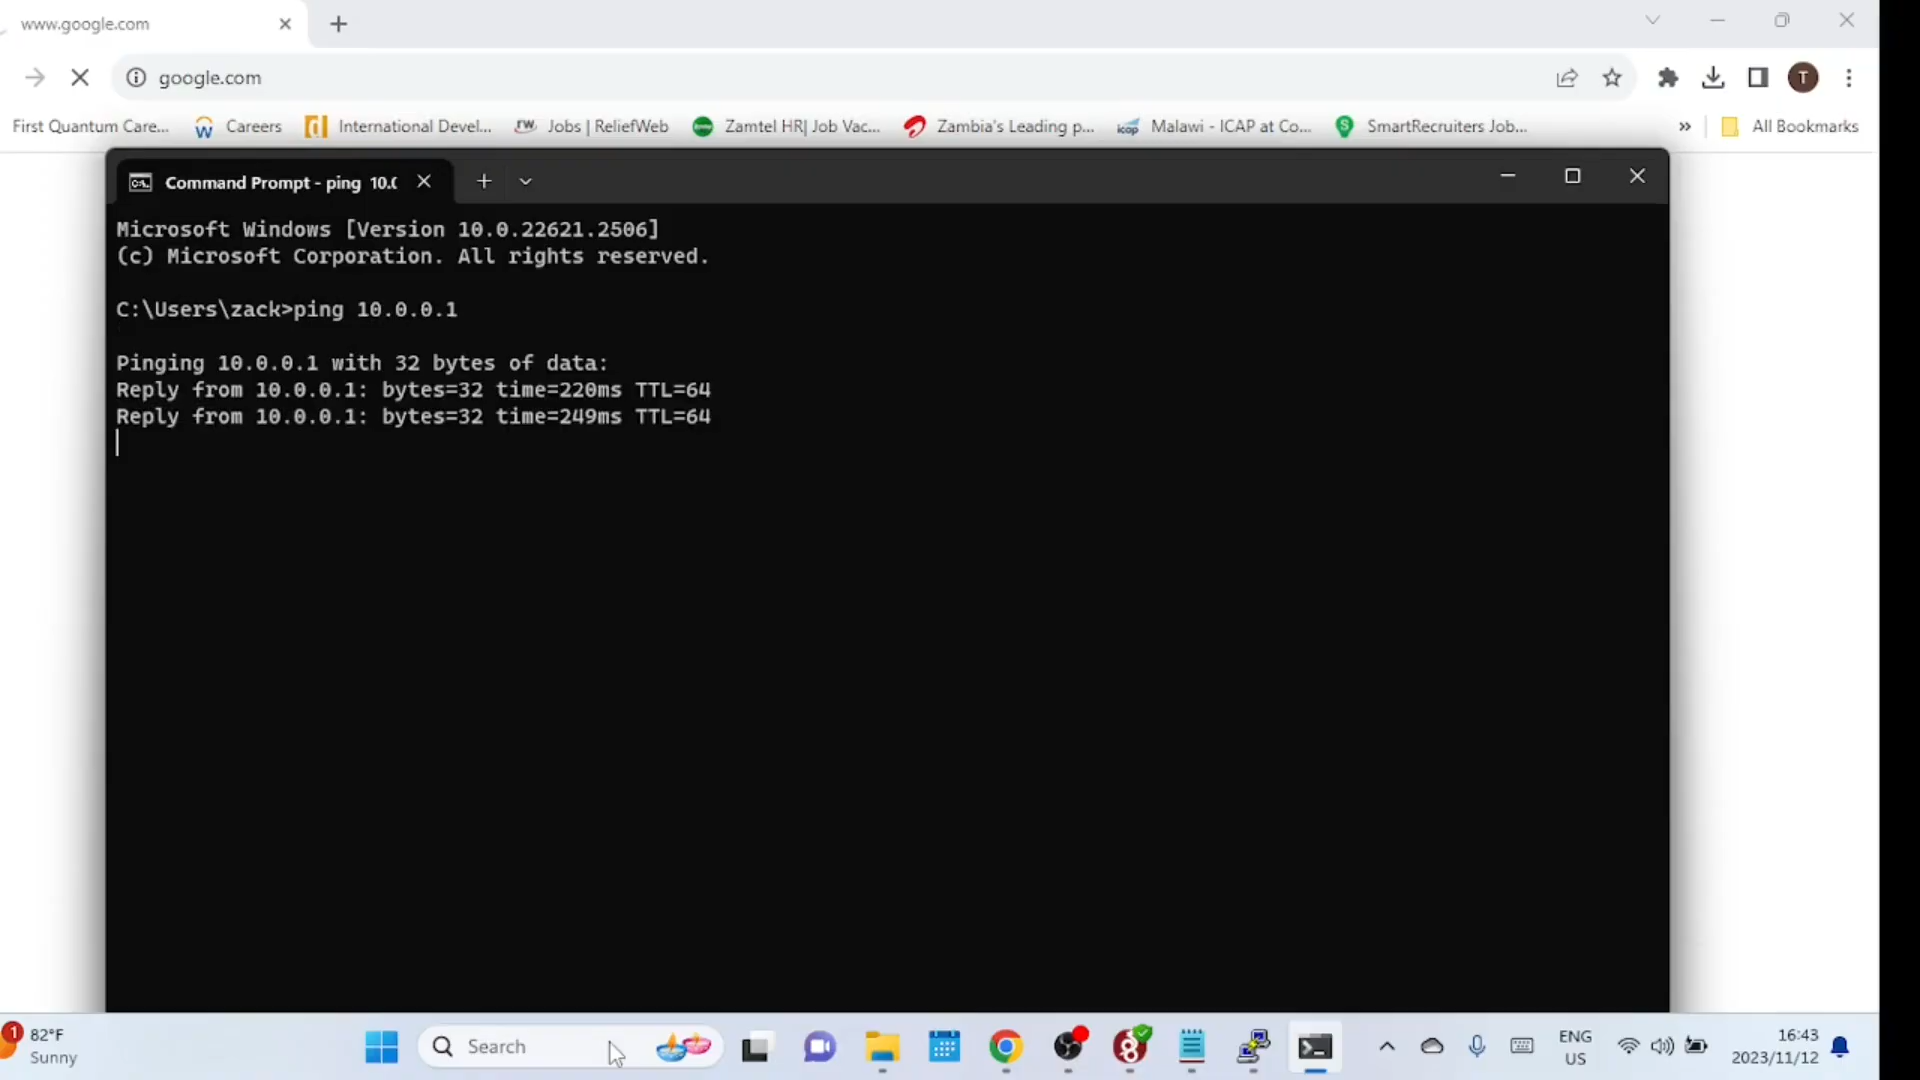 www.google.com
google.com
T
First Quantum Care...
Careers
International Devel...
Jobs | ReliefWeb
Zamtel HR| Job Vac...
Zambia's Leading p...
icap
Malawi - ICAP at Co...
S
SmartRecruiters Job...
All Bookmarks
Command Prompt - ping 10.0
Microsoft Windows [Version 10.0.22621.2506]
(c) Microsoft Corporation. All rights reserved.
C:\Users\zack>ping 10.0.0.1
Pinging 10.0.0.1 with 32 bytes of data:
Reply from 10.0.0.1: bytes=32 time=220ms TTL=64
Reply from 10.0.0.1: bytes=32 time=249ms TTL=64
1
82°F
Sunny
Search
ENG
US
16:43
2023/11/12